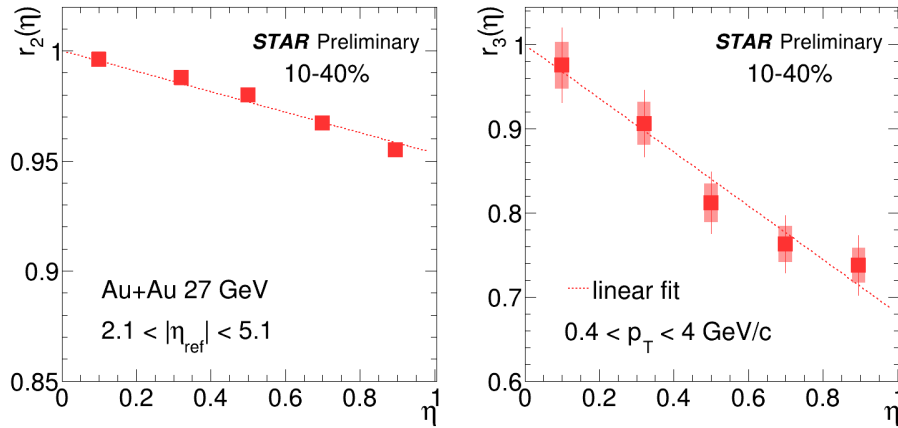 r₂(η)
STAR Preliminary
10-40%
1
0.95
0.9
0.85
Au+Au 27 GeV
2.1 < |η_ref| < 5.1
0 0.2 0.4 0.6 0.8 1
η
r₃(η)
STAR Preliminary
10-40%
1
0.9
0.8
0.7
0.6
linear fit
0.4 < p_T < 4 GeV/c
0 0.2 0.4 0.6 0.8 1
η